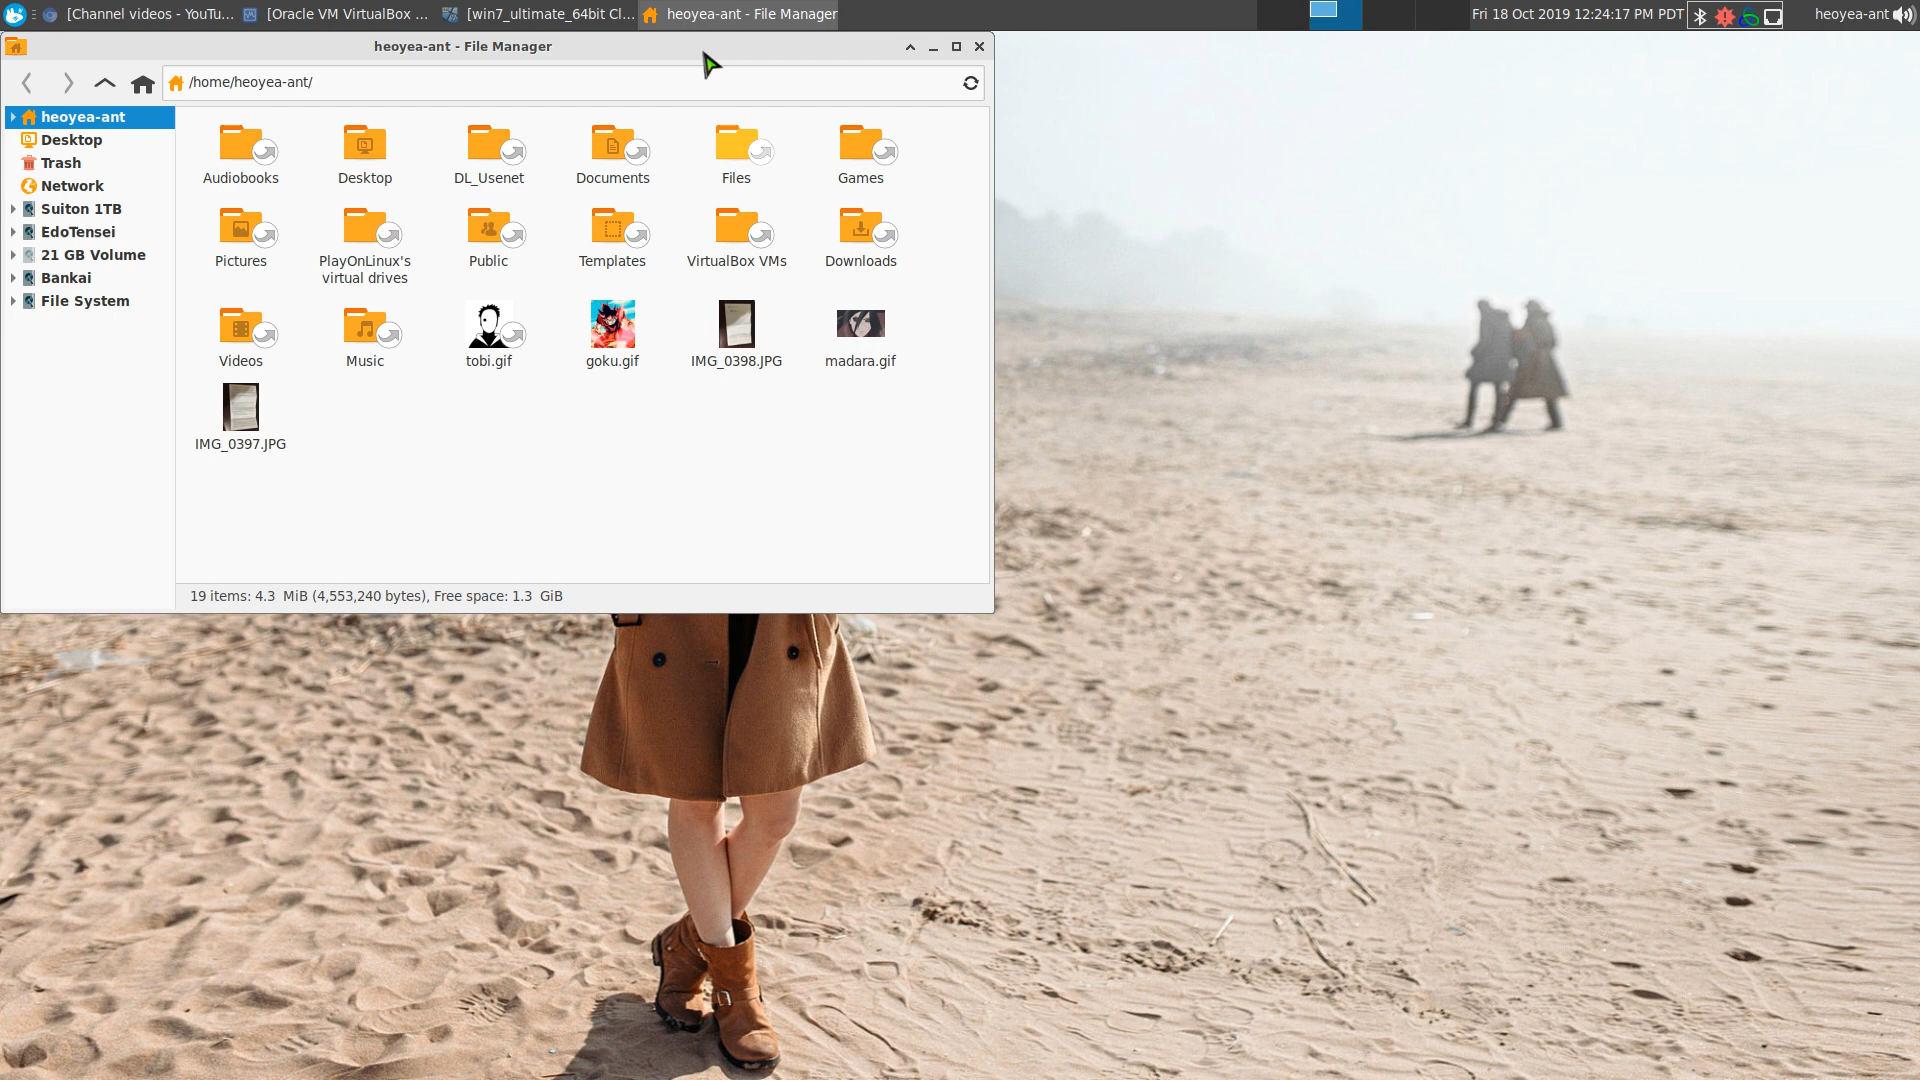 [Channel videos - YouTu...
[Oracle VM VirtualBox ...
[win7_ultimate_64bit Cl...
heoyea-ant - File Manager
Fri 18 Oct 2019 12:24:17 PM PDT
heoyea-ant
heoyea-ant - File Manager
/home/heoyea-ant/
heoyea-ant
Desktop
Trash
Network
Suiton 1TB
EdoTensei
21 GB Volume
Bankai
File System
Audiobooks
Desktop
DL_Usenet
Documents
Files
Games
Pictures
PlayOnLinux's
virtual drives
Public
Templates
VirtualBox VMs
Downloads
Videos
Music
tobi.gif
goku.gif
IMG_0398.JPG
madara.gif
IMG_0397.JPG
19 items: 4.3 MiB (4,553,240 bytes), Free space: 1.3 GiB